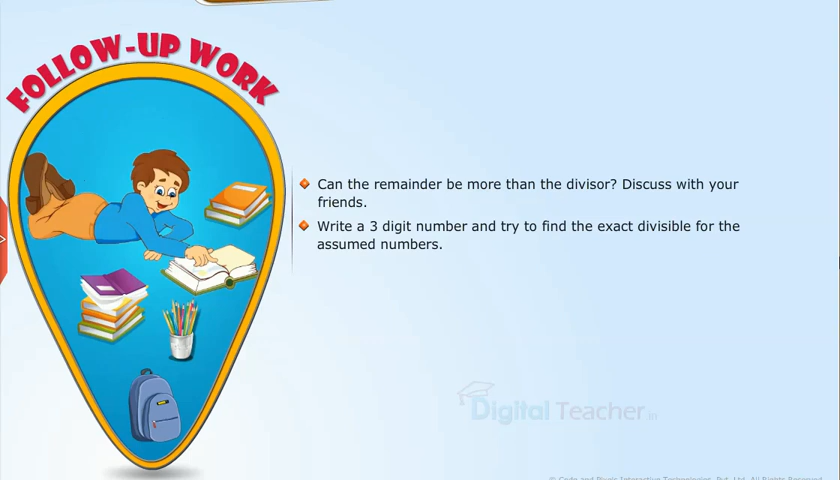 FOLLOW-UP WORK
Can the remainder be more than the divisor? Discuss with your
friends.
Write a 3 digit number and try to find the exact divisible for the
assumed numbers.
Digital Teacher.in